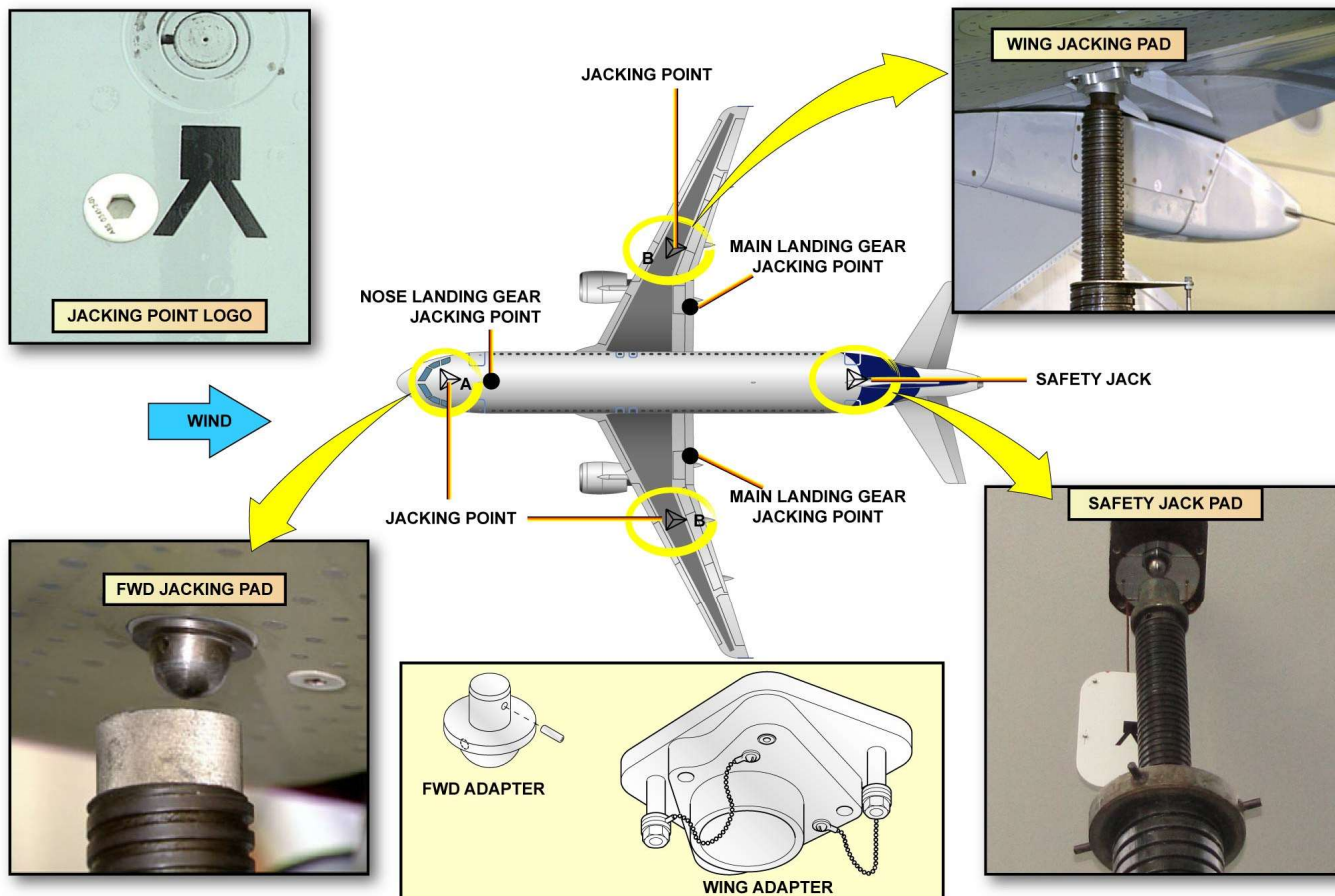 JACKING POINT LOGO
JACKING POINT
WING JACKING PAD
B
MAIN LANDING GEAR
JACKING POINT
NOSE LANDING GEAR
JACKING POINT
A
SAFETY JACK
WIND
MAIN LANDING GEAR
JACKING POINT
JACKING POINT
B
SAFETY JACK PAD
FWD JACKING PAD
FWD ADAPTER
WING ADAPTER